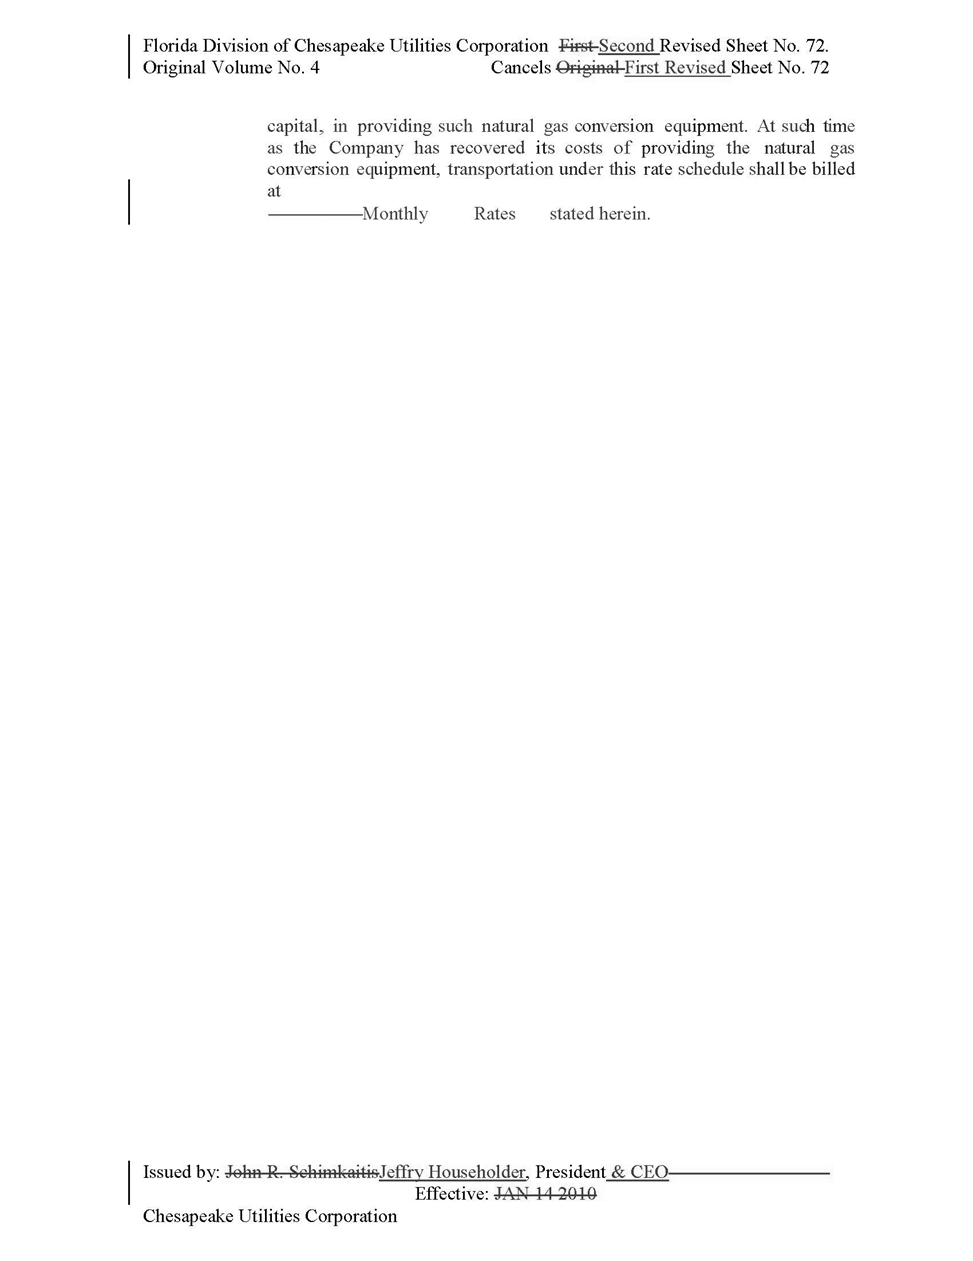 Florida Division of Chesapeake Utilities Corporation First Second Revised Sheet No. 72.
Original Volume No. 4 Cancels Original First Revised Sheet No. 72
capital, in providing such natural gas conversion equipment. At such time
as the Company has recovered its costs of providing the natural gas
conversion equipment, transportation under this rate schedule shall be billed
at
Monthly Rates stated herein.
Issued by: John R. SchimkaitisJeffry Householder, President & CEO
Effective: JAN 14 2010
Chesapeake Utilities Corporation